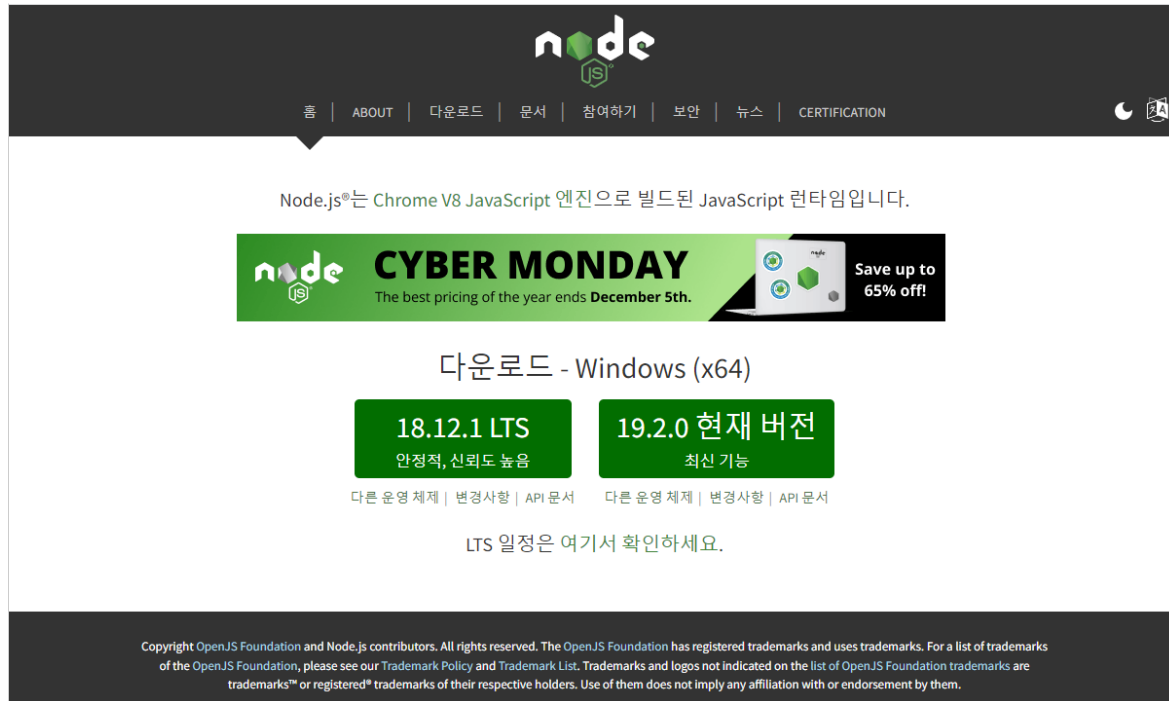 node
JS
홈 | ABOUT | 다운로드 | 문서 | 참여하기 | 보안 | 뉴스 | CERTIFICATION
Node.js®는 Chrome V8 JavaScript 엔진으로 빌드된 JavaScript 런타임입니다.
node
JS
CYBER MONDAY
The best pricing of the year ends December 5th.
node
Save up to
65% off!
다운로드 - Windows (x64)
18.12.1 LTS
안정적, 신뢰도 높음
19.2.0 현재 버전
최신 기능
다른 운영 체제 | 변경사항 | API 문서
다른 운영 체제 | 변경사항 | API 문서
LTS 일정은 여기서 확인하세요.
Copyright OpenJS Foundation and Node.js contributors. All rights reserved. The OpenJS Foundation has registered trademarks and uses trademarks. For a list of trademarks
of the OpenJS Foundation, please see our Trademark Policy and Trademark List. Trademarks and logos not indicated on the list of OpenJS Foundation trademarks are
trademarks™ or registered® trademarks of their respective holders. Use of them does not imply any affiliation with or endorsement by them.